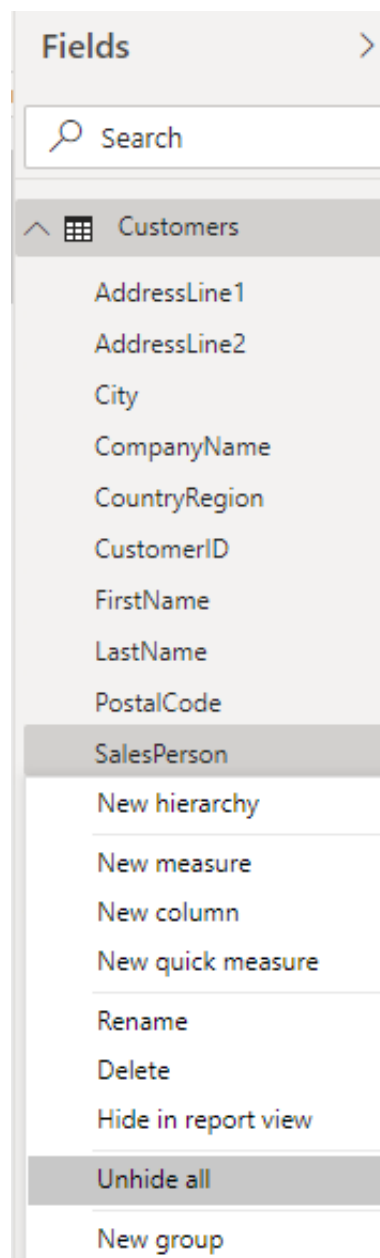 Fields
Search
Customers
AddressLine1
AddressLine2
City
CompanyName
CountryRegion
CustomerID
FirstName
LastName
PostalCode
SalesPerson
New hierarchy
New measure
New column
New quick measure
Rename
Delete
Hide in report view
Unhide all
New group